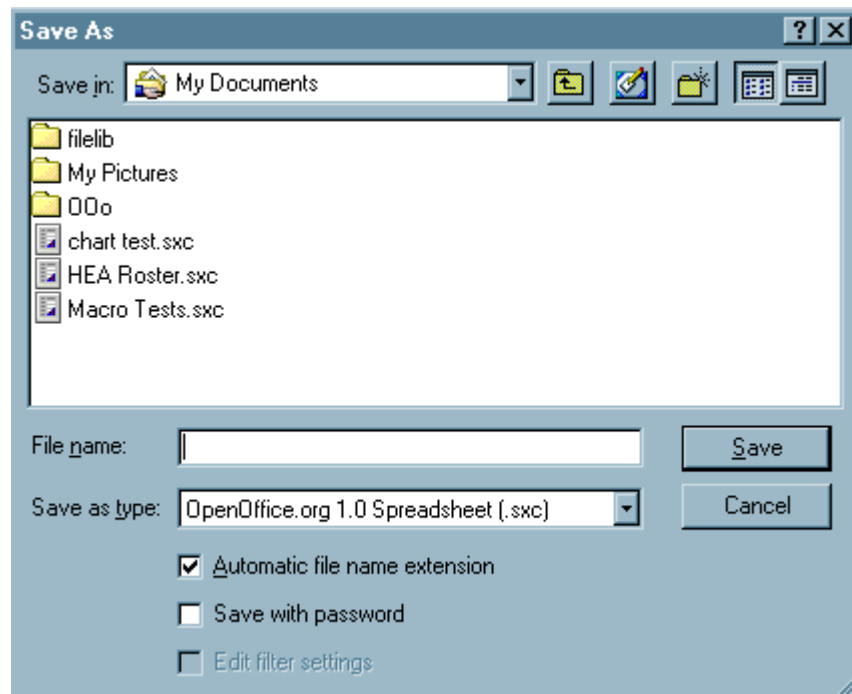 Save As
Save in: My Documents
filelib
My Pictures
OOo
chart test.sxc
HEA Roster.sxc
Macro Tests.sxc
File name:
Save
Save as type: OpenOffice.org 1.0 Spreadsheet (.sxc)
Cancel
Automatic file name extension
Save with password
Edit filter settings